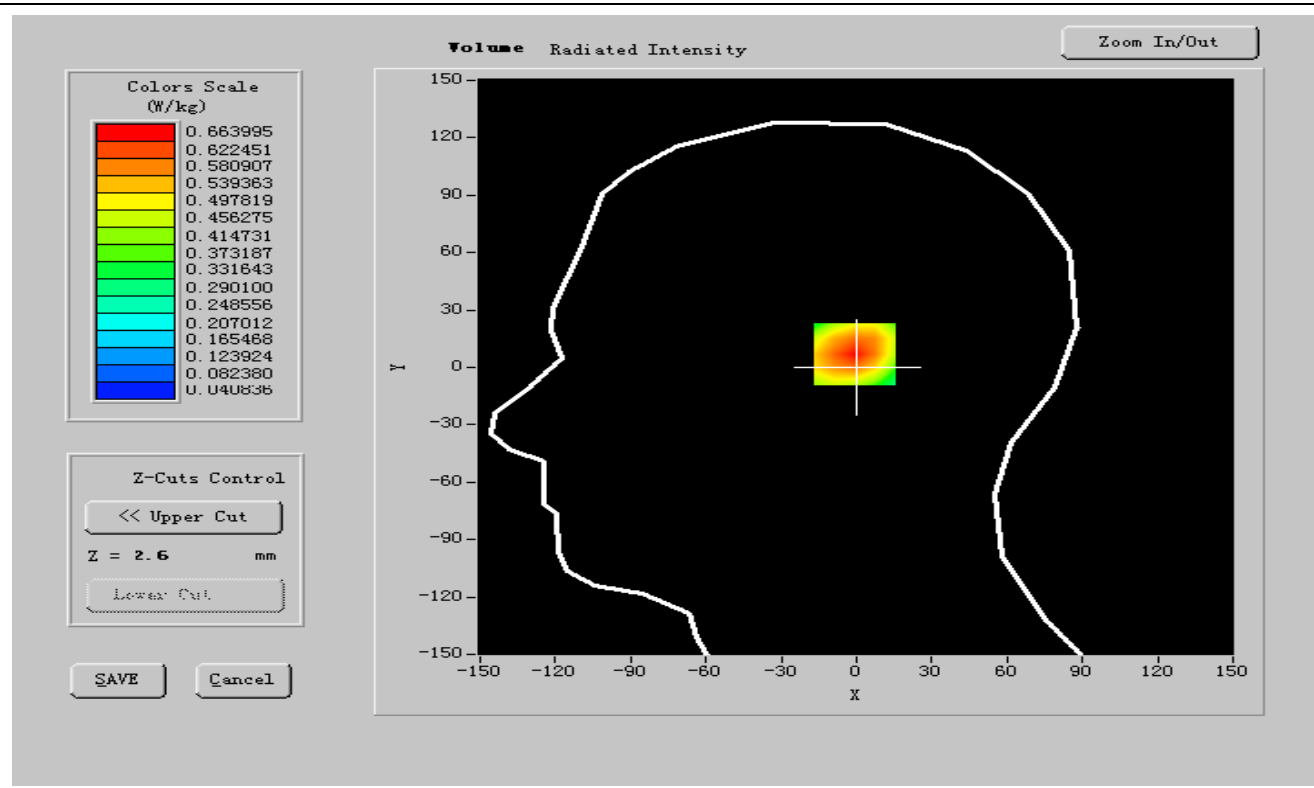 Volume Radiated Intensity
Zoom In/Out
Colors Scale
(W/kg)
0.663995
0.622451
0.580907
0.539363
0.497819
0.456275
0.414731
0.373187
0.331643
0.290100
0.248556
0.207012
0.165468
0.123924
0.082380
0.040836
Z-Cuts Control
<< Upper Cut
Z = 2.6 mm
Lower Cut
SAVE Cancel
150
120
90
60
30
0
-30
-60
-90
-120
-150
Y
-150 -120 -90 -60 -30 0 30 60 90 120 150
X